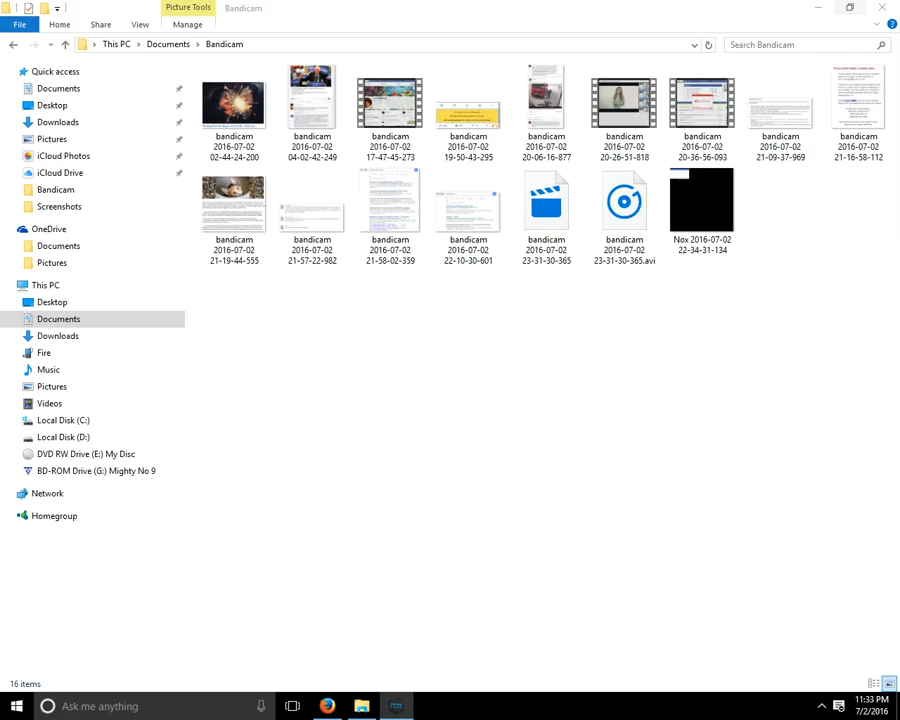 Picture Tools
Bandicam
File
Home
Share
View
Manage
This PC
Documents
Bandicam
Search Bandicam
Quick access
Documents
Desktop
Downloads
Pictures
iCloud Photos
iCloud Drive
Bandicam
Screenshots
OneDrive
Documents
Pictures
This PC
Desktop
Documents
Downloads
Fire
Music
Pictures
Videos
Local Disk (C:)
Local Disk (D:)
DVD RW Drive (E:) My Disc
BD-ROM Drive (G:) Mighty No 9
Network
Homegroup
bandicam
2016-07-02
02-44-24-200
bandicam
2016-07-02
04-02-42-249
bandicam
2016-07-02
17-47-45-273
bandicam
2016-07-02
19-50-43-295
bandicam
2016-07-02
20-06-16-877
bandicam
2016-07-02
20-26-51-818
bandicam
2016-07-02
20-36-56-093
bandicam
2016-07-02
21-09-37-969
bandicam
2016-07-02
21-16-58-112
bandicam
2016-07-02
21-19-44-555
bandicam
2016-07-02
21-57-22-982
bandicam
2016-07-02
21-58-02-359
bandicam
2016-07-02
22-10-30-601
bandicam
2016-07-02
23-31-30-365
bandicam
2016-07-02
23-31-30-365.avi
Nox 2016-07-02
22-34-31-134
16 items
Ask me anything
nox
11:33 PM
7/2/2016